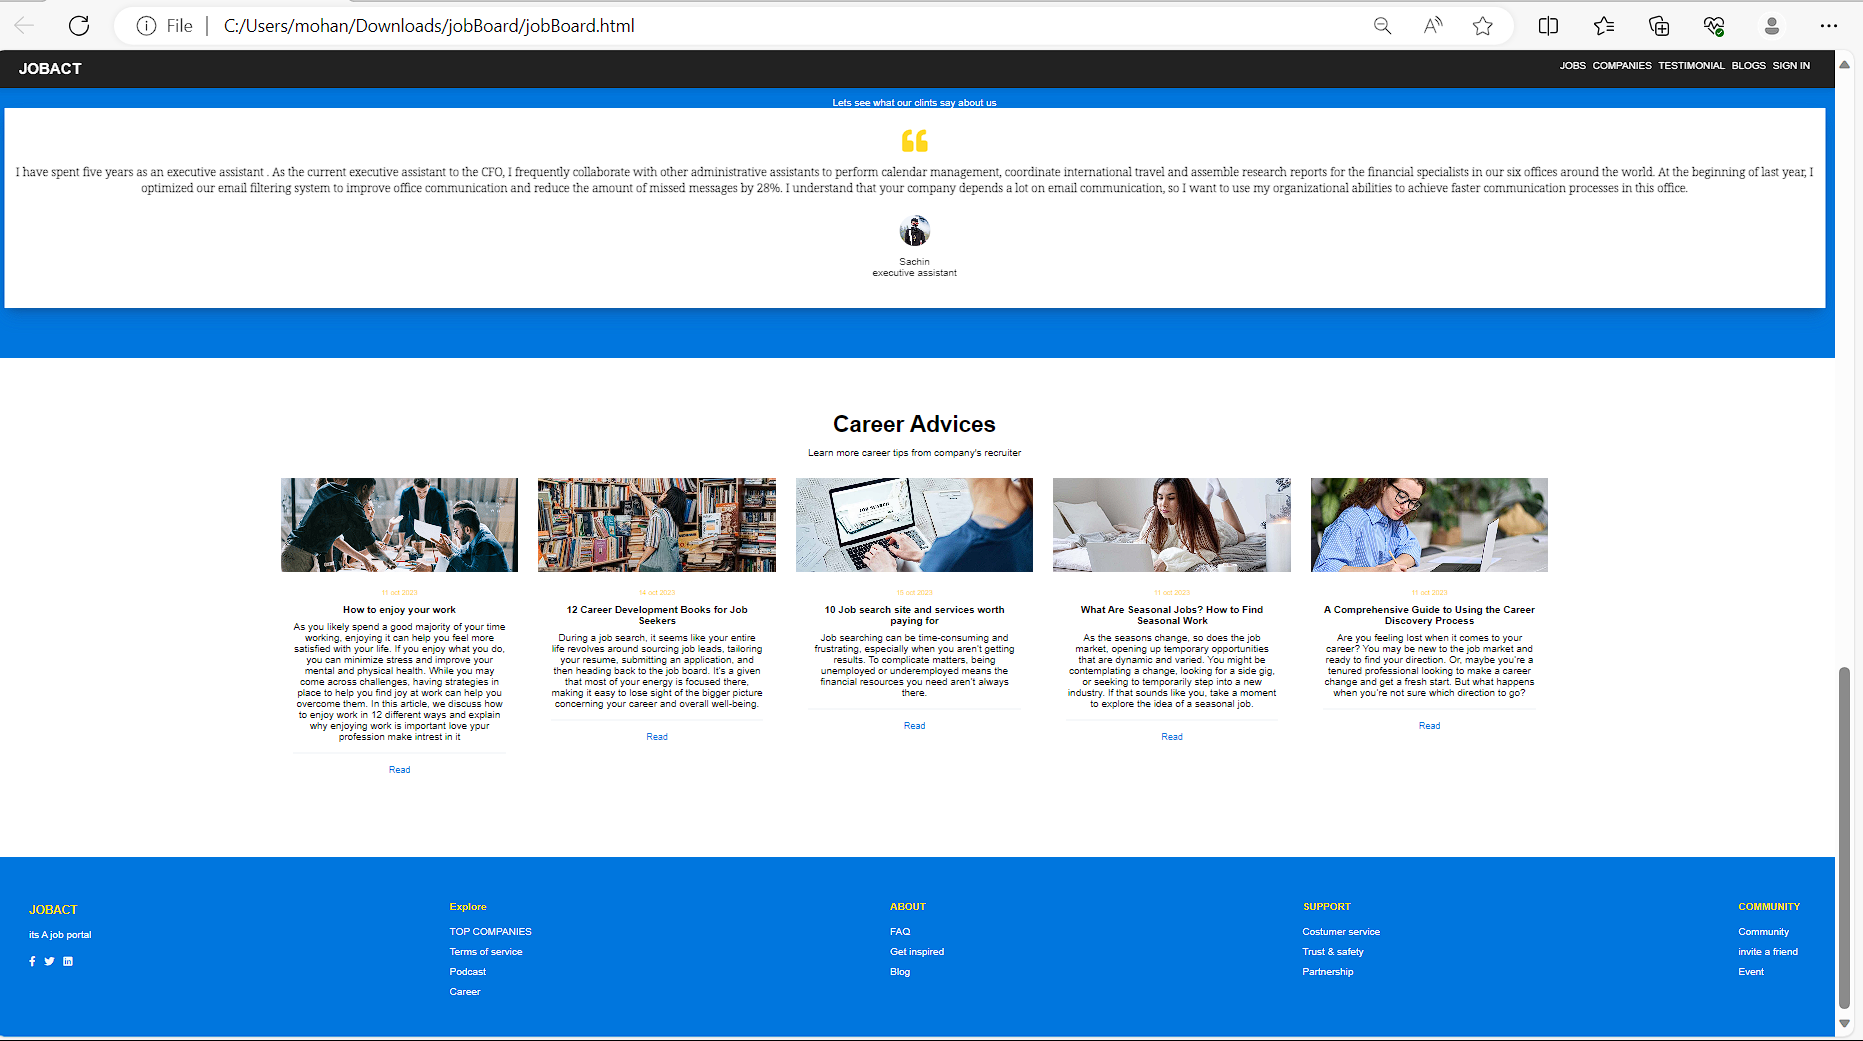 File
C:/Users/mohan/Downloads/jobBoard/jobBoard.html
JOBACT
JOBS COMPANIES TESTIMONIAL BLOGS SIGN IN
Lets see what our clints say about us
I have spent five years as an executive assistant . As the current executive assistant to the CFO, I frequently collaborate with other administrative assistants to perform calendar management, coordinate international travel and assemble research reports for the financial specialists in our six offices around the world. At the beginning of last year, I
optimized our email filtering system to improve office communication and reduce the amount of missed messages by 28%. I understand that your company depends a lot on email communication, so I want to use my organizational abilities to achieve faster communication processes in this office.
Sachin
executive assistant
Career Advices
Learn more career tips from company's recruiter
JOB SEARCH
11 oct 2023
How to enjoy your work
As you likely spend a good majority of your time
working, enjoying it can help you feel more
satisfied with your life. If you enjoy what you do,
you can minimize stress and improve your
mental and physical health. While you may
come across challenges, having strategies in
place to help you find joy at work can help you
overcome them. In this article, we discuss how
to enjoy work in 12 different ways and explain
why enjoying work is important love ypur
profession make intrest in it
Read
14 oct 2023
12 Career Development Books for Job
Seekers
During a job search, it seems like your entire
life revolves around sourcing job leads, tailoring
your resume, submitting an application, and
then heading back to the job board. It's a given
that most of your energy is focused there,
making it easy to lose sight of the bigger picture
concerning your career and overall well-being.
Read
10 Job search site and services worth
paying for
Job searching can be time-consuming and
frustrating, especially when you aren't getting
results. To complicate matters, being
unemployed or underemployed means the
financial resources you need aren't always
there.
Read
11 oct 2023
What Are Seasonal Jobs? How to Find
Seasonal Work
As the seasons change, so does the job
market, opening up temporary opportunities
that are dynamic and varied. You might be
contemplating a change, looking for a side gig,
or seeking to temporarily step into a new
industry. If that sounds like you, take a moment
to explore the idea of a seasonal job.
Read
11 oct 2023
A Comprehensive Guide to Using the Career
Discovery Process
Are you feeling lost when it comes to your
career? You may be new to the job market and
ready to find your direction. Or, maybe you're a
tenured professional looking to make a career
change and get a fresh start. But what happens
when you're not sure which direction to go?
Read
JOBACT
its A job portal
Explore
TOP COMPANIES
Terms of service
Podcast
Career
ABOUT
FAQ
Get inspired
Blog
SUPPORT
Costumer service
Trust & safety
Partnership
COMMUNITY
Community
invite a friend
Event